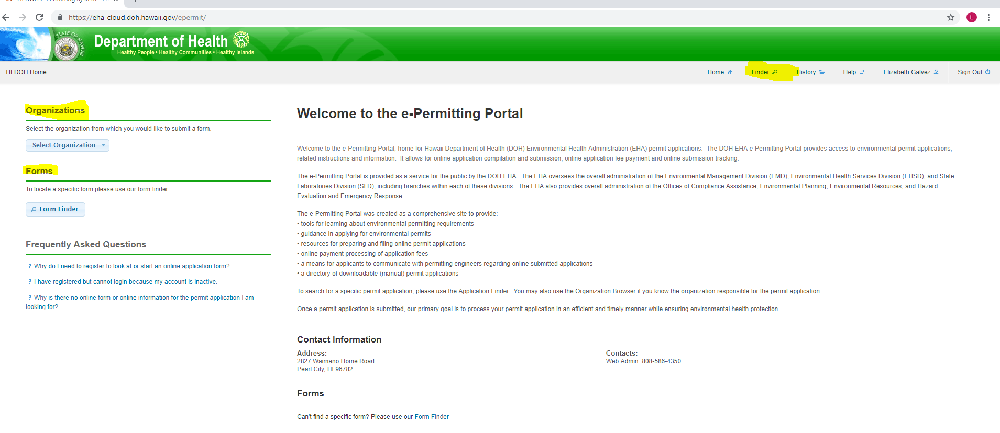 HI DOH e-Permitting System
https://eha-cloud.doh.hawaii.gov/epermit/
L
STATE OF HAWAII
Department of Health
Healthy People • Healthy Communities • Healthy Islands
HI DOH Home
Home
Finder
History
Help
Elizabeth Galvez
Sign Out
Organizations
Select the organization from which you would like to submit a form.
Select Organization
Forms
To locate a specific form please use our form finder.
Form Finder
Frequently Asked Questions
? Why do I need to register to look at or start an online application form?
? I have registered but cannot login because my account is inactive.
? Why is there no online form or online information for the permit application I am
looking for?
Welcome to the e-Permitting Portal
Welcome to the e-Permitting Portal, home for Hawaii Department of Health (DOH) Environmental Health Administration (EHA) permit applications.  The DOH EHA e-Permitting Portal provides access to environmental permit applications,
related instructions and information.  It allows for online application compilation and submission, online application fee payment and online submission tracking.
The e-Permitting Portal is provided as a service for the public by the DOH EHA.  The EHA oversees the overall administration of the Environmental Management Division (EMD), Environmental Health Services Division (EHSD), and State
Laboratories Division (SLD); including branches within each of these divisions.  The EHA also provides overall administration of the Offices of Compliance Assistance, Environmental Planning, Environmental Resources, and Hazard
Evaluation and Emergency Response.
The e-Permitting Portal was created as a comprehensive site to provide:
• tools for learning about environmental permitting requirements
• guidance in applying for environmental permits
• resources for preparing and filing online permit applications
• online payment processing of application fees
• a means for applicants to communicate with permitting engineers regarding online submitted applications
• a directory of downloadable (manual) permit applications
To search for a specific permit application, please use the Application Finder.  You may also use the Organization Browser if you know the organization responsible for the permit application.
Once a permit application is submitted, our primary goal is to process your permit application in an efficient and timely manner while ensuring environmental health protection.
Contact Information
Address:
2827 Waimano Home Road
Pearl City, HI 96782
Contacts:
Web Admin: 808-586-4350
Forms
Can't find a specific form? Please use our Form Finder